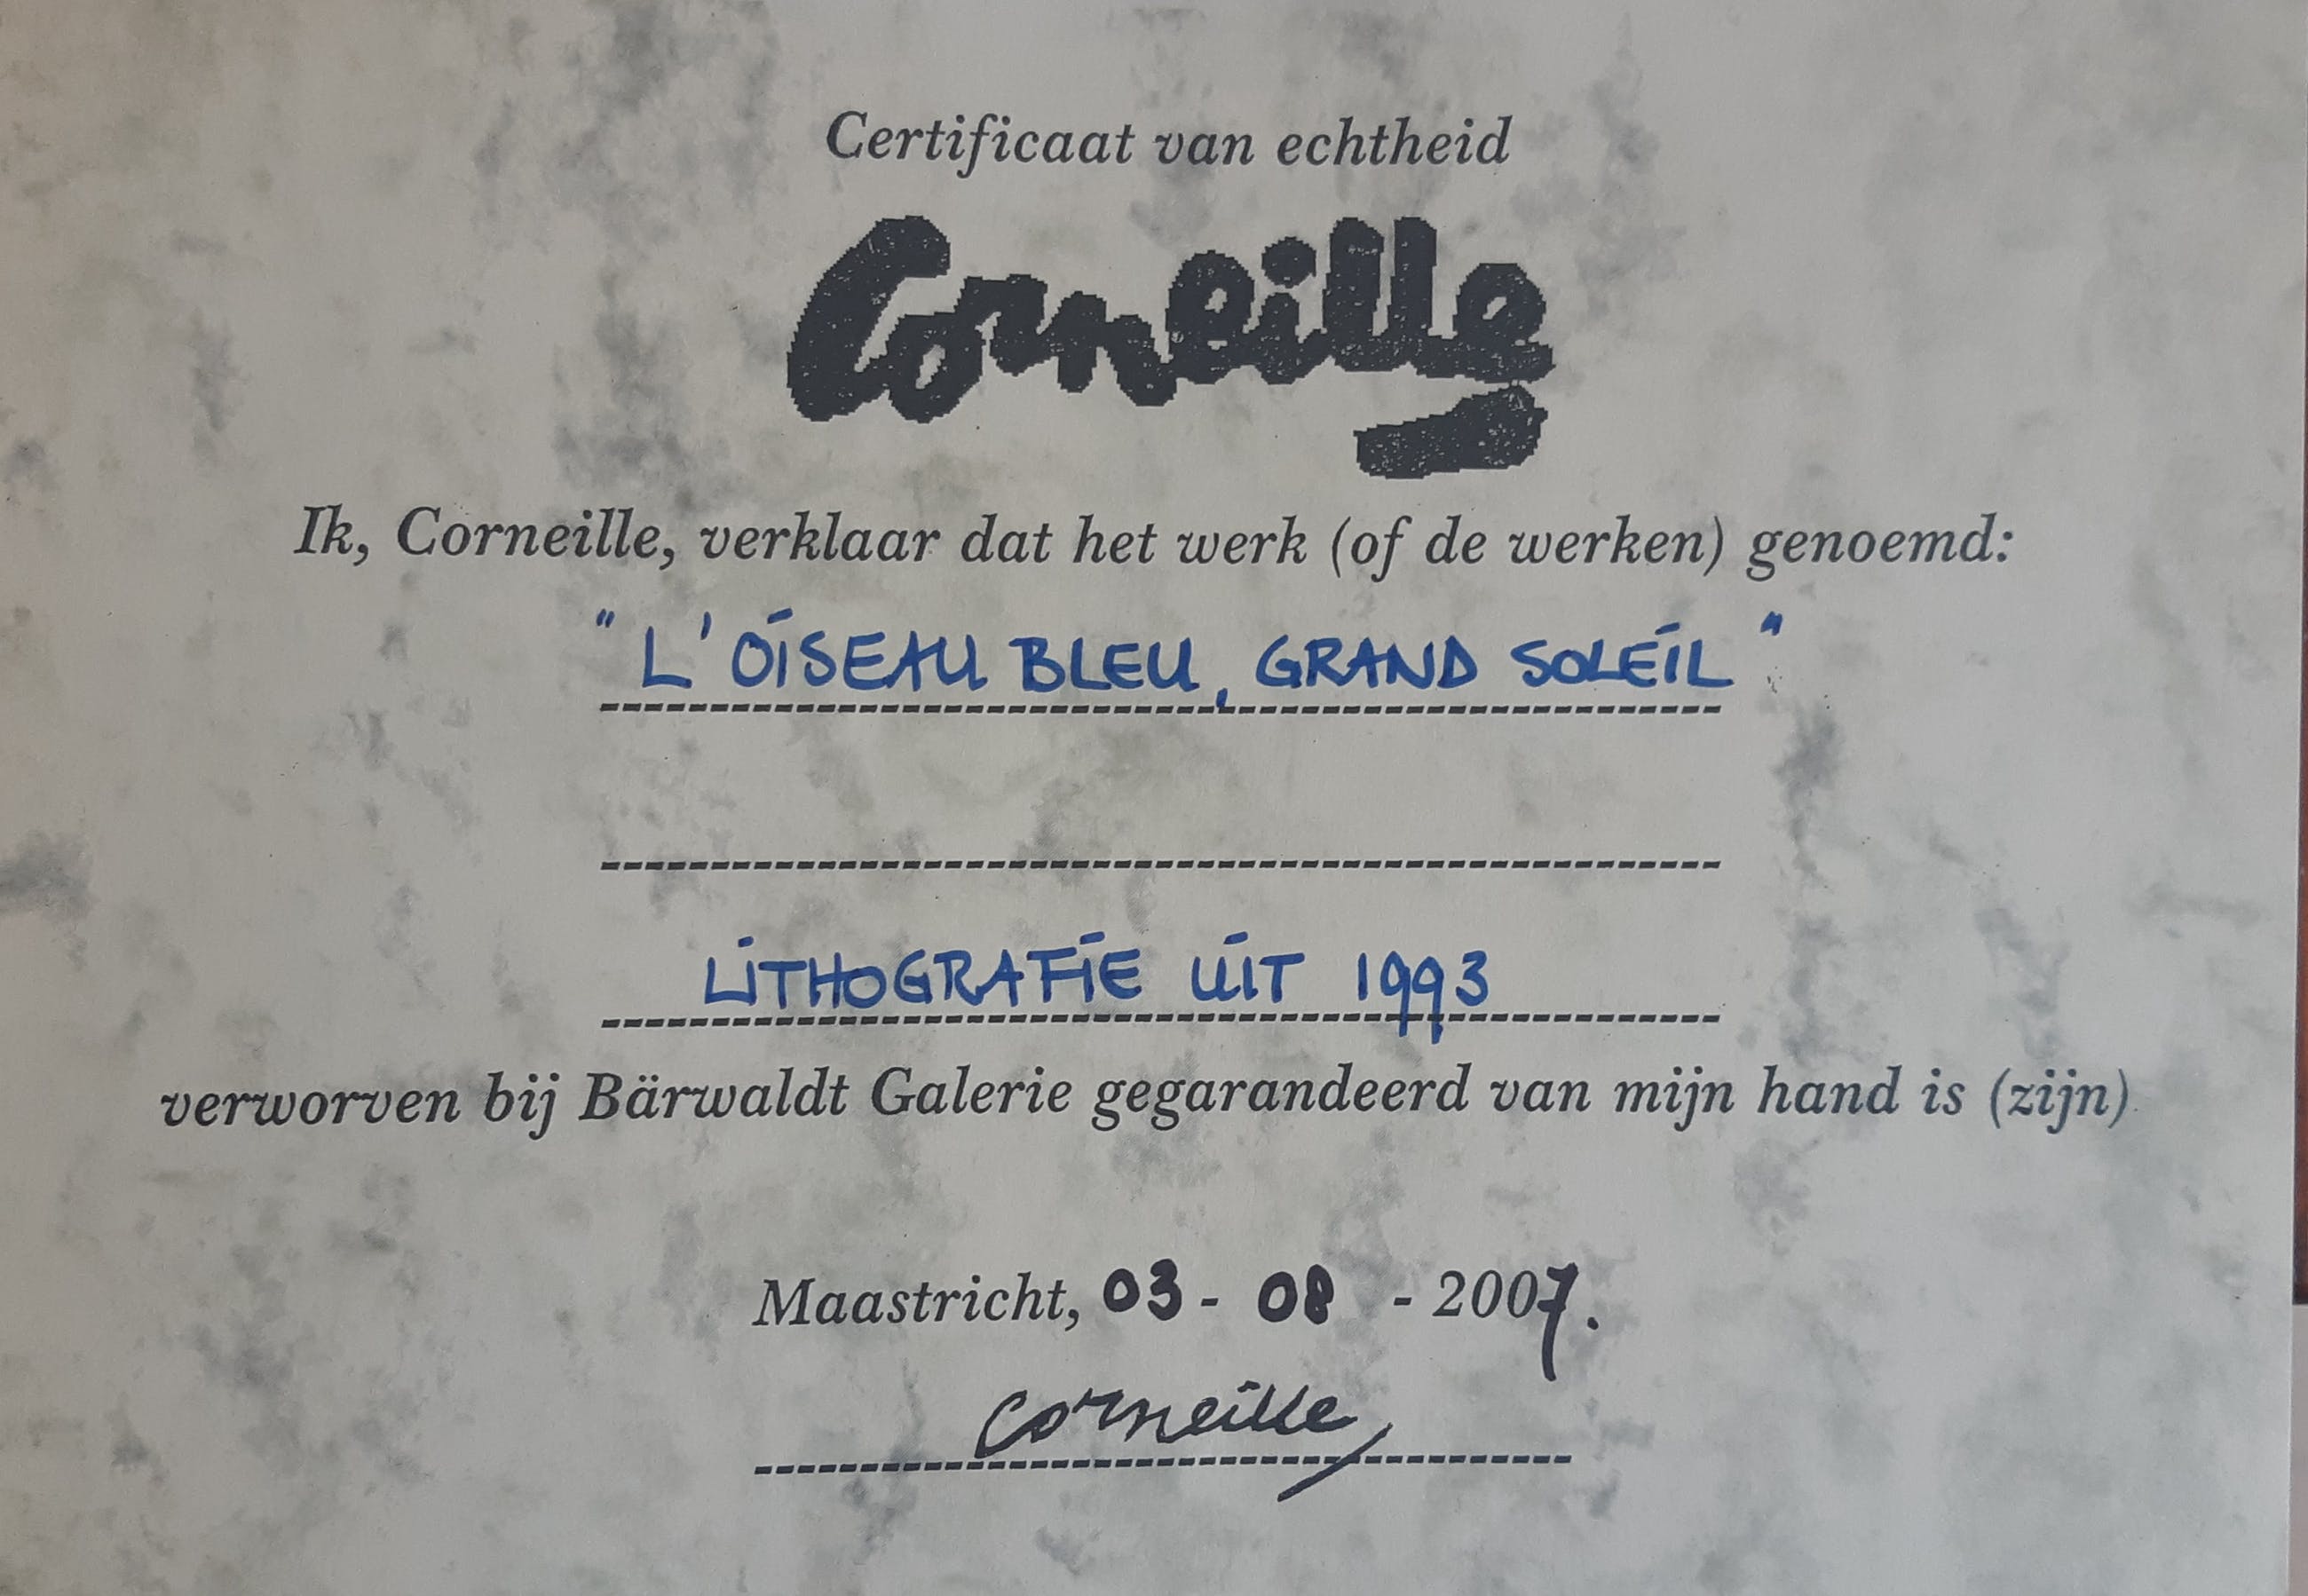 Certificaat van echtheid
Corneille
Ik, Corneille, verklaar dat het werk (of de werken) genoemd:
"L'OISEAU BLEU, GRAND SOLEIL"
LITHOGRAFIE UIT 1993
verworven bij Bärwaldt Galerie gegarandeerd van mijn hand is (zijn)
Maastricht, 03 - 08 - 2007.
Corneille